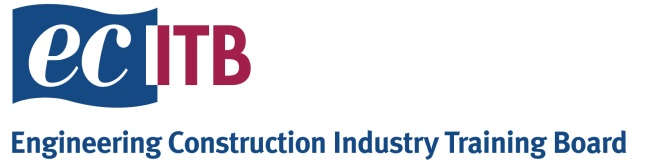 ecITB
Engineering Construction Industry Training Board